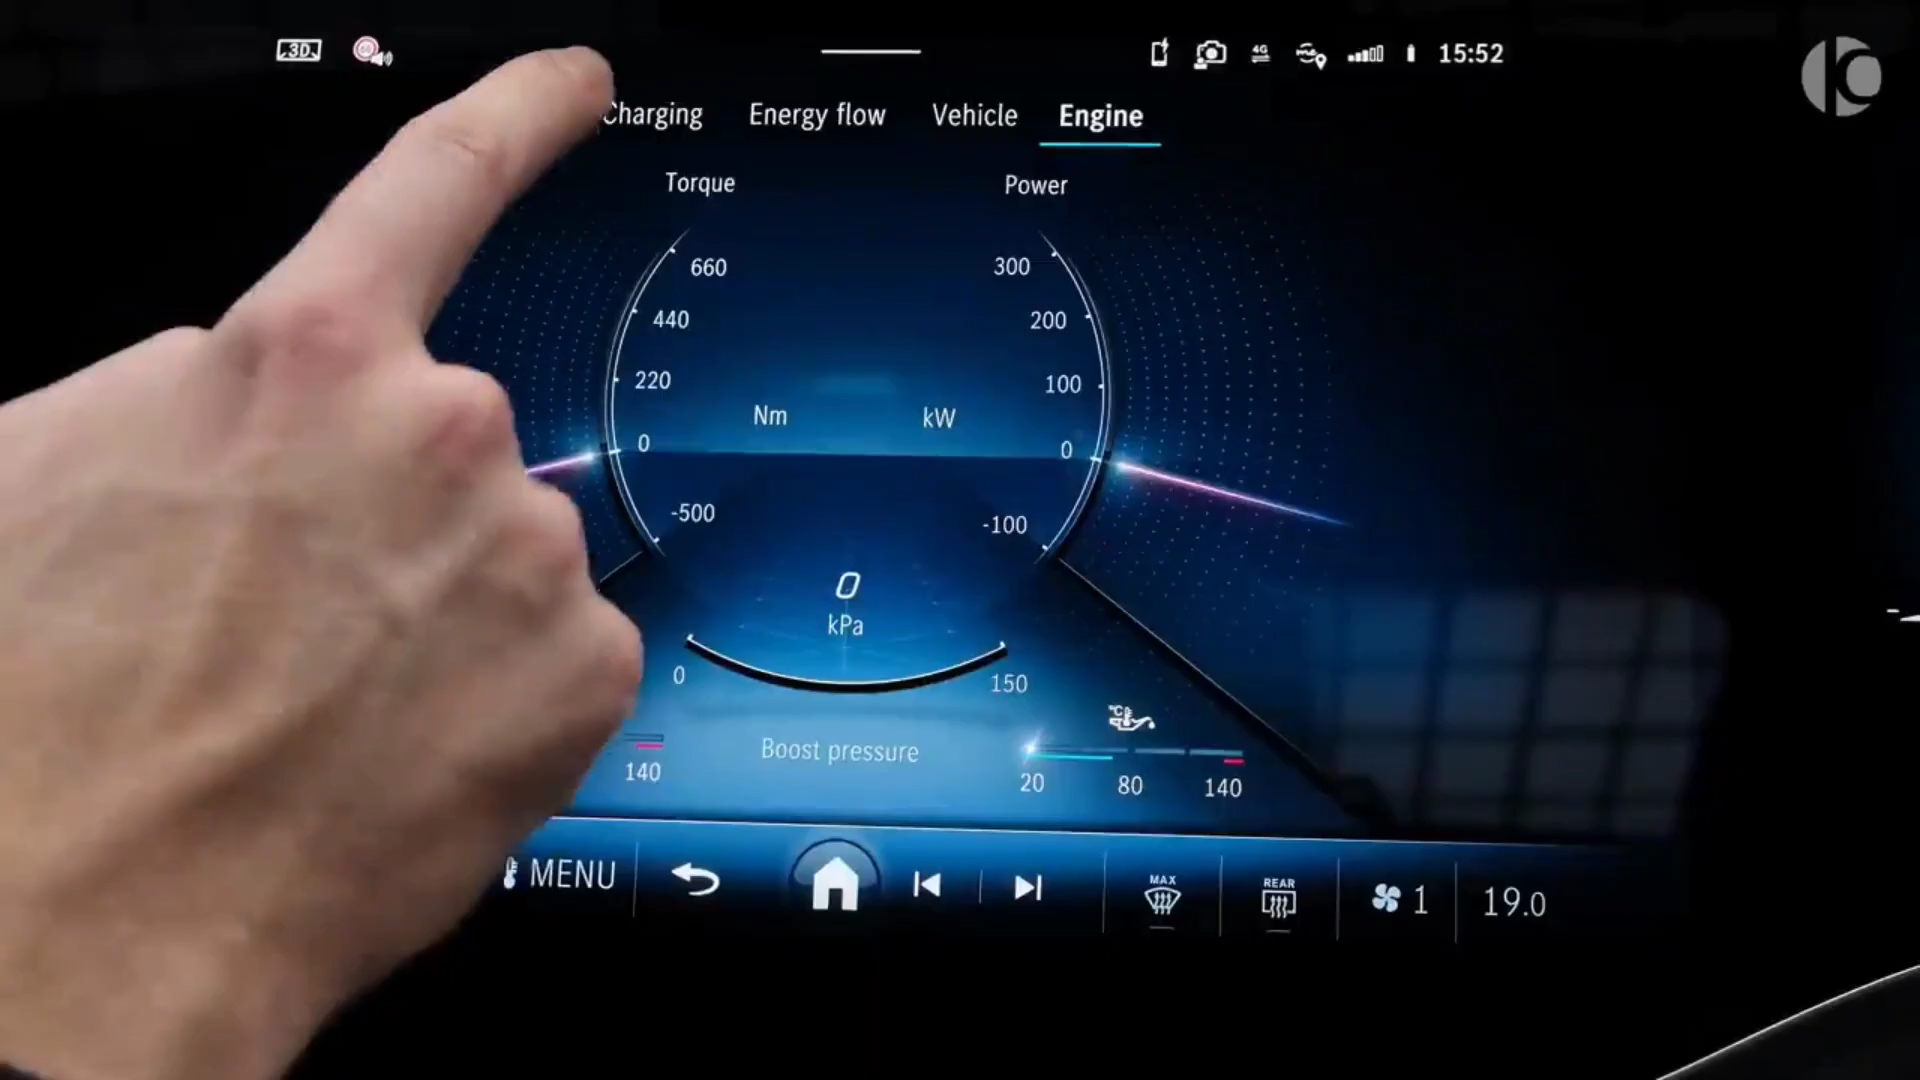 3D
4G
me
15:52
Charging Energy flow Vehicle Engine
Torque
Power
660
440
220
0
-500
Nm
kW
300
200
100
0
-100
0
kPa
0
150
Boost pressure
140
°C
20 80 140
MENU
MAX
REAR
1
19.0